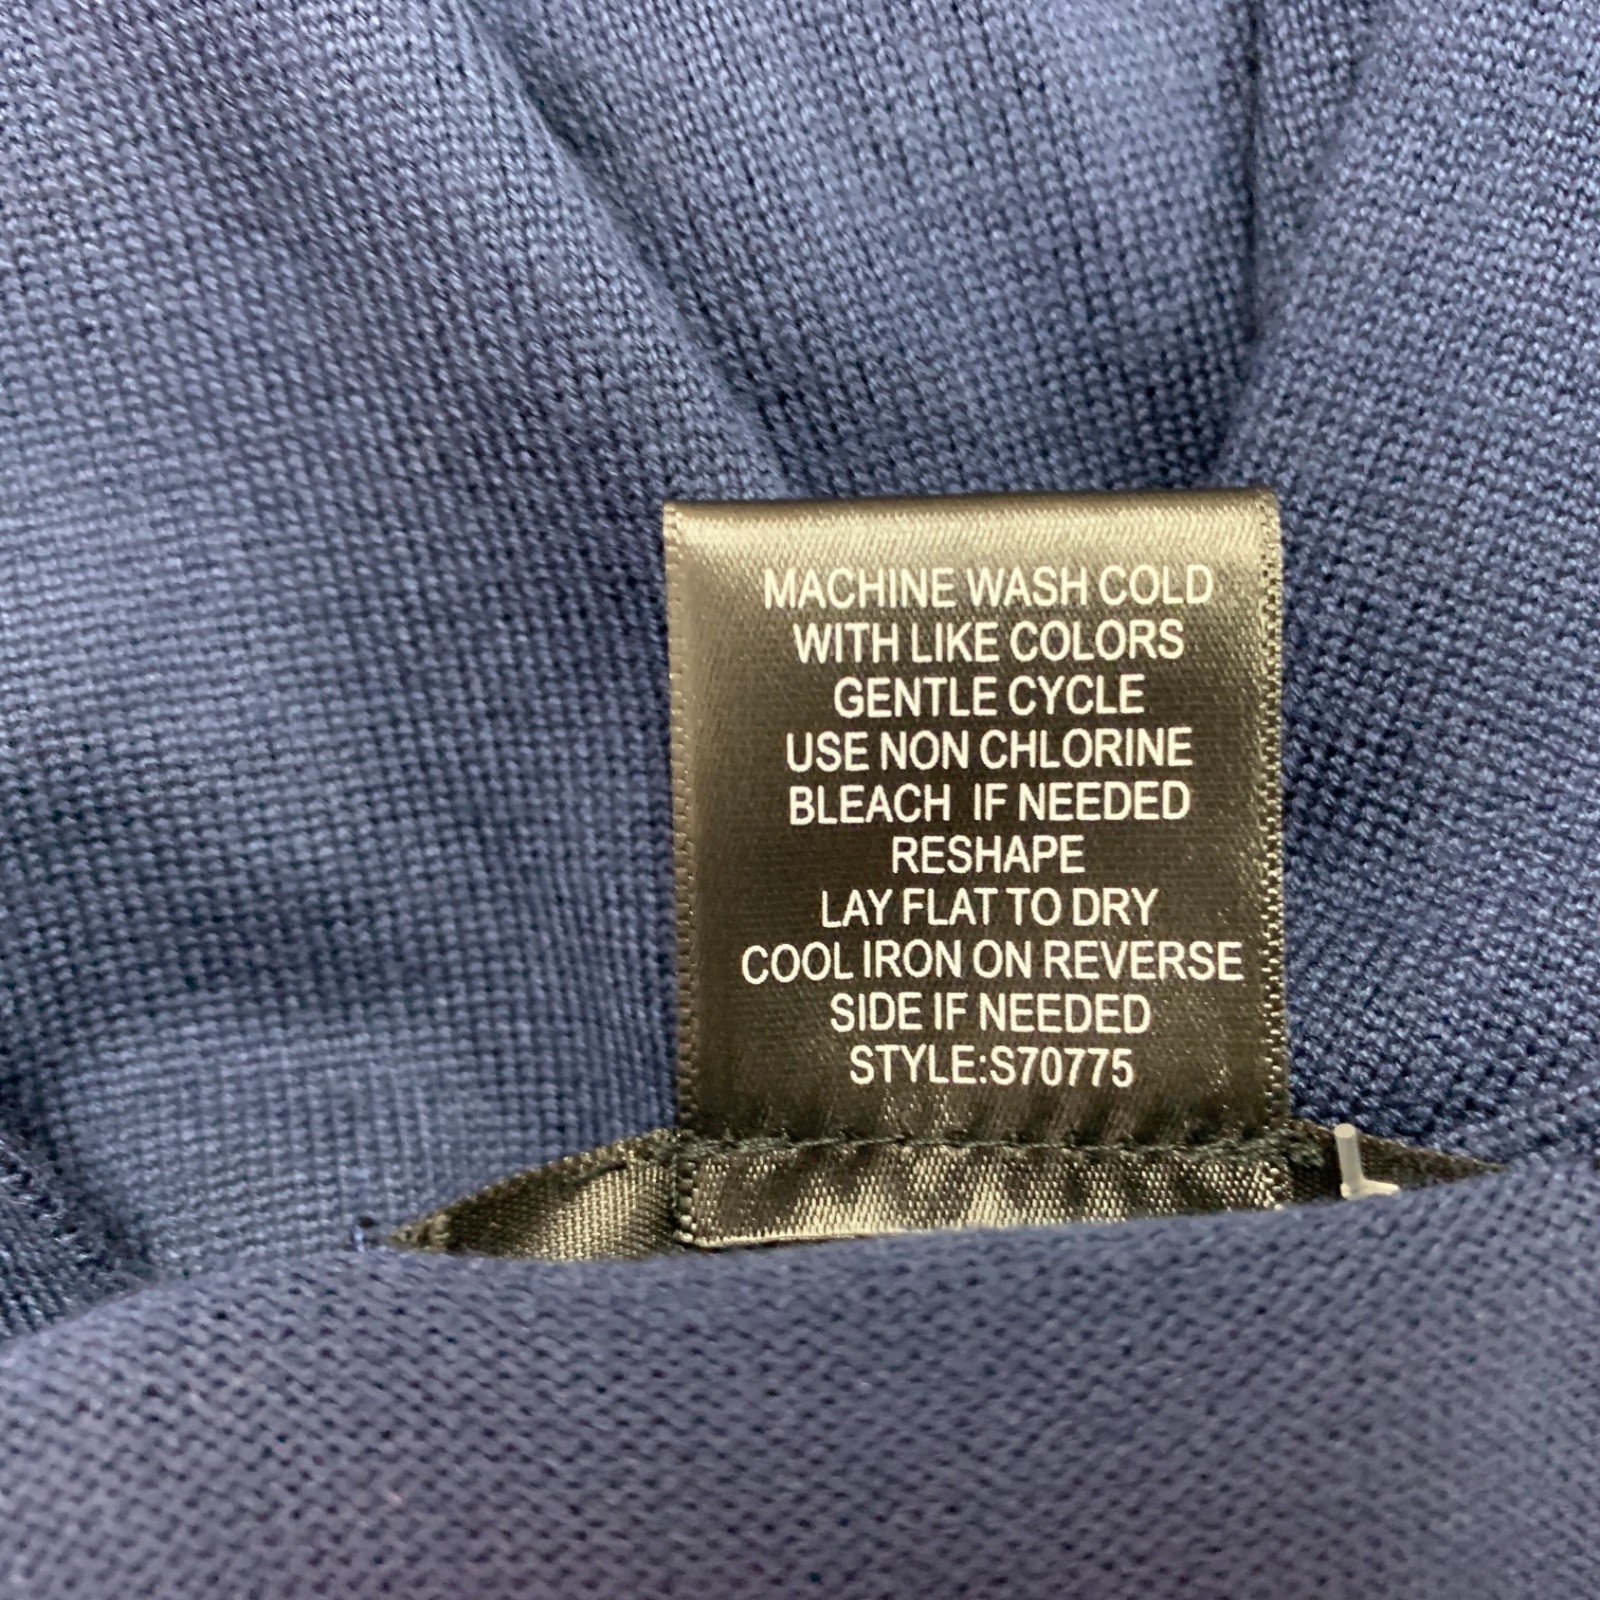 MACHINE WASH COLD
WITH LIKE COLORS
GENTLE CYCLE
USE NON CHLORINE
BLEACH IF NEEDED
RESHAPE
LAY FLAT TO DRY
COOL IRON ON REVERSE
SIDE IF NEEDED
STYLE:S70775